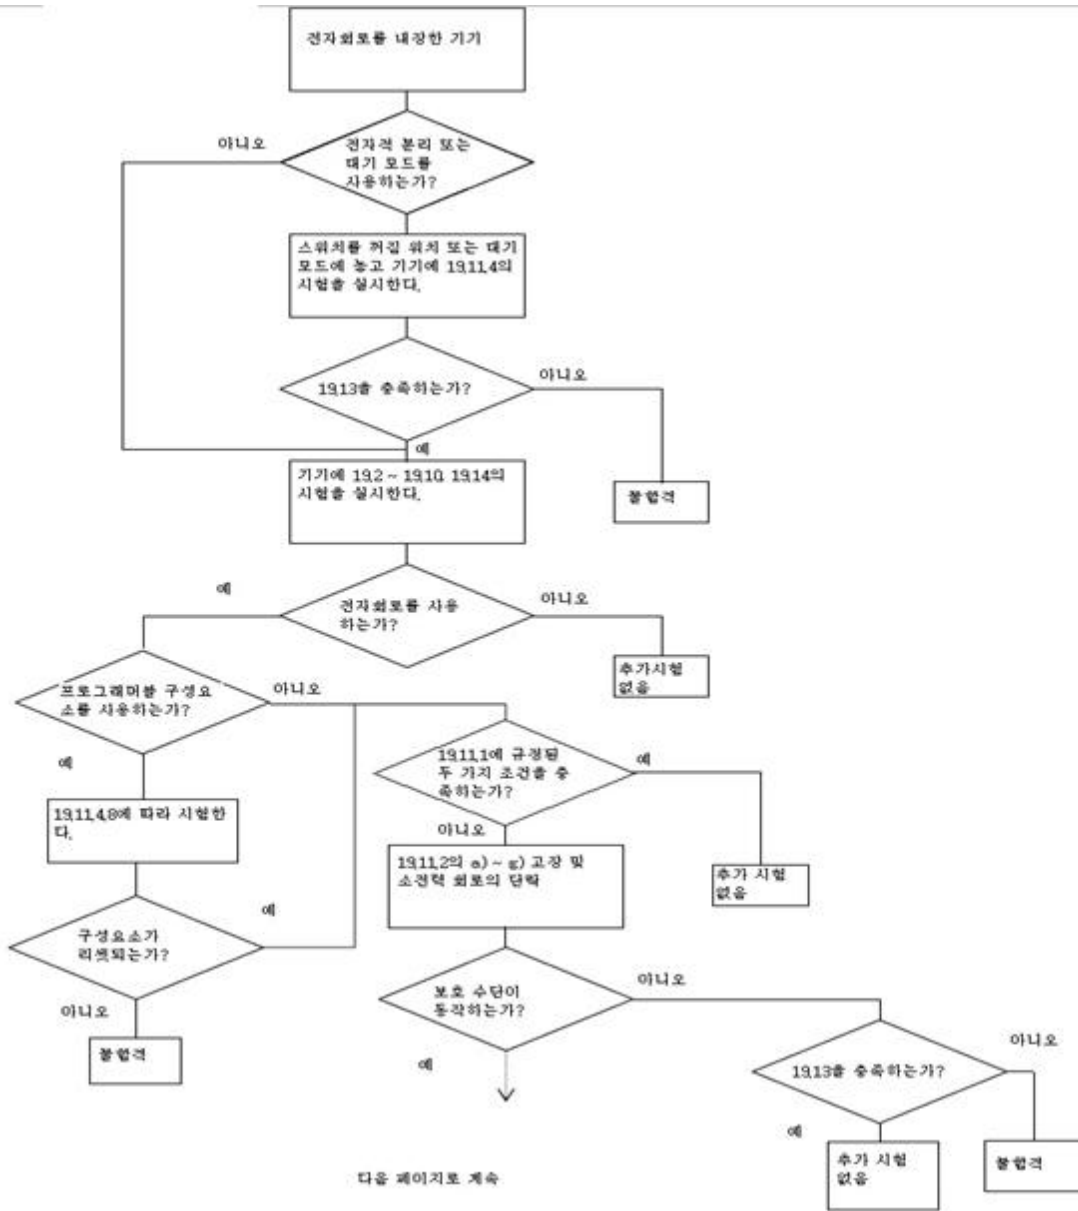 전자회로를 내장한 기기
아니오
전자적 분리 또는
대기 모드를
사용하는가?
스위치를 꺼짐 위치 또는 대기
모드에 놓고 기기에 19.11.4의
시험을 실시한다.
19.13을 충족하는가?
아니오
예
기기에 19.2 ~ 19.10, 19.14의
시험을 실시한다.
불합격
예
전자회로를 사용
하는가?
아니오
추가시험
없음
프로그래머블 구성요
소를 사용하는가?
아니오
예
19.11.1에 규정된
두 가지 조건을 충
족하는가?
예
19.11.4.8에 따라 시험한
다.
아니오
19.11.2의 a) ~ g) 고장 및
소전력 회로의 단락
추가 시험
없음
예
구성요소가
리셋되는가?
아니오
불합격
보호 수단이
동작하는가?
아니오
예
19.13을 충족하는가?
아니오
예
추가 시험
없음
불합격
다음 페이지로 계속